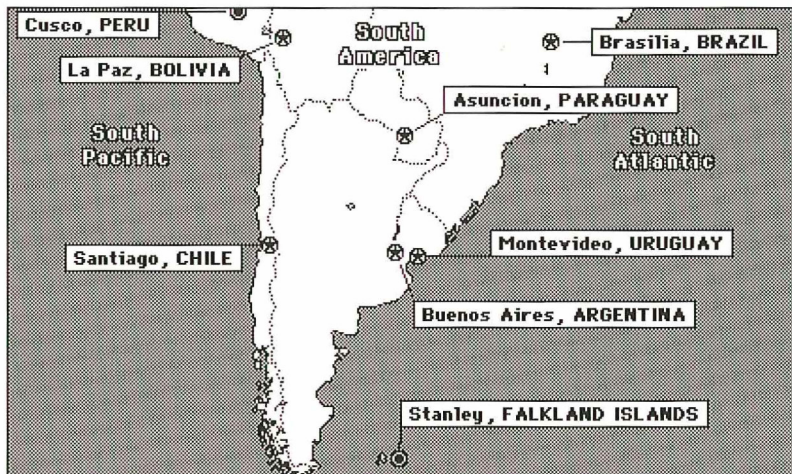 Cusco, PERU
South
America
Brasilia, BRAZIL
La Paz, BOLIVIA
Asuncion, PARAGUAY
South
Pacific
South
Atlantic
Santiago, CHILE
Montevideo, URUGUAY
Buenos Aires, ARGENTINA
Stanley, FALKLAND ISLANDS